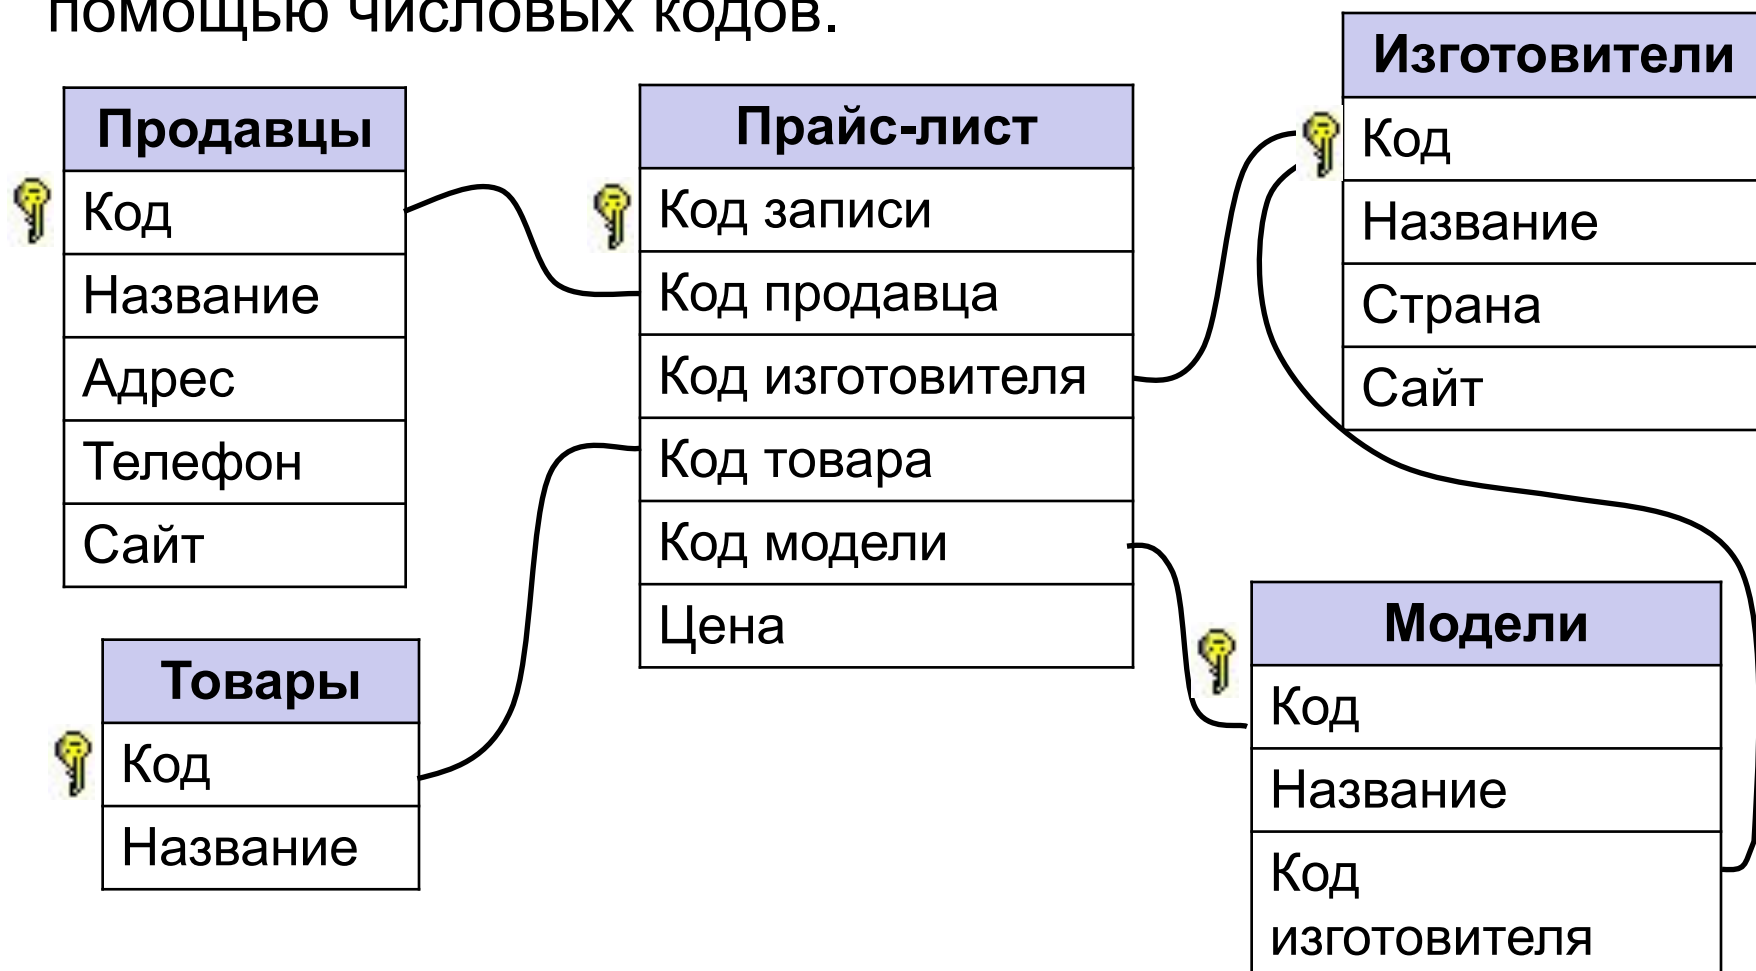 помощью числовых кодов.
Продавцы
Код
Название
Адрес
Телефон
Сайт
Товары
Код
Название
Прайс-лист
Код записи
Код продавца
Код изготовителя
Код товара
Код модели
Цена
Изготовители
Код
Название
Страна
Сайт
Модели
Код
Название
Код
изготовителя